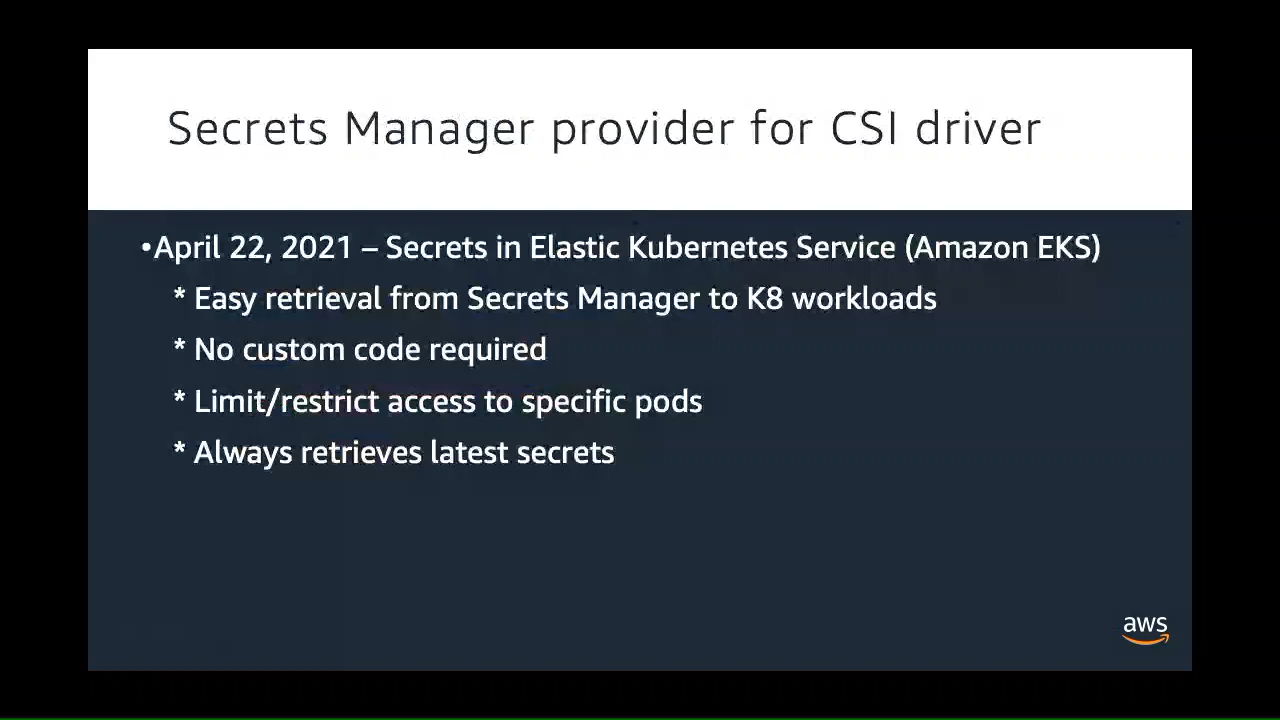 Secrets Manager provider for CSI driver
•April 22, 2021 – Secrets in Elastic Kubernetes Service (Amazon EKS)
* Easy retrieval from Secrets Manager to K8 workloads
* No custom code required
* Limit/restrict access to specific pods
* Always retrieves latest secrets
aws